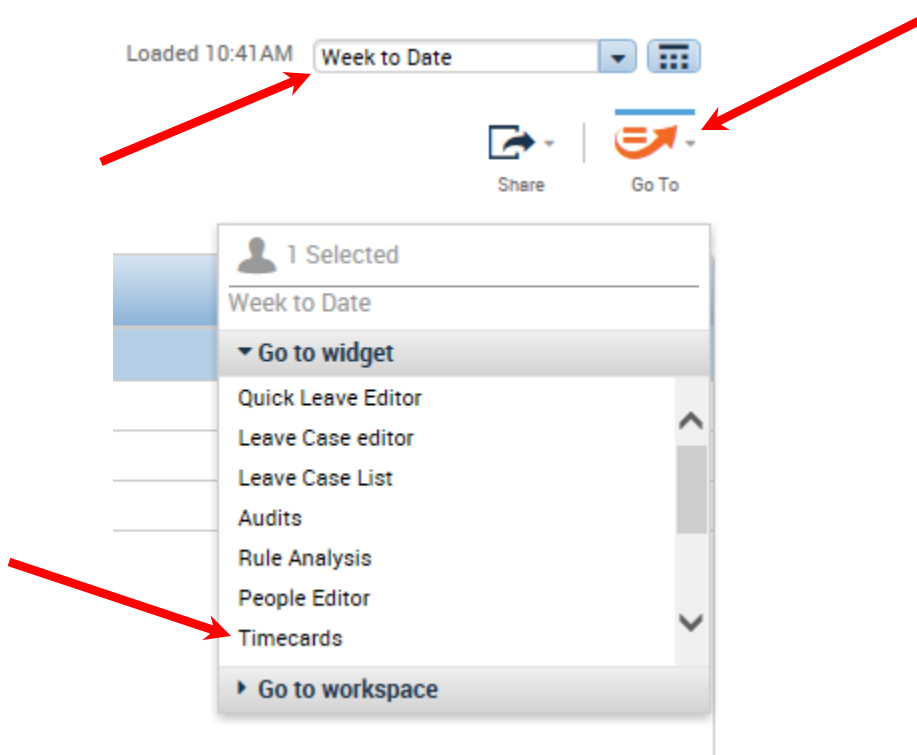 Loaded 10:41AM Week to Date
Share Go To
1 Selected
Week to Date
Go to widget
Quick Leave Editor
Leave Case editor
Leave Case List
Audits
Rule Analysis
People Editor
Timecards
Go to workspace